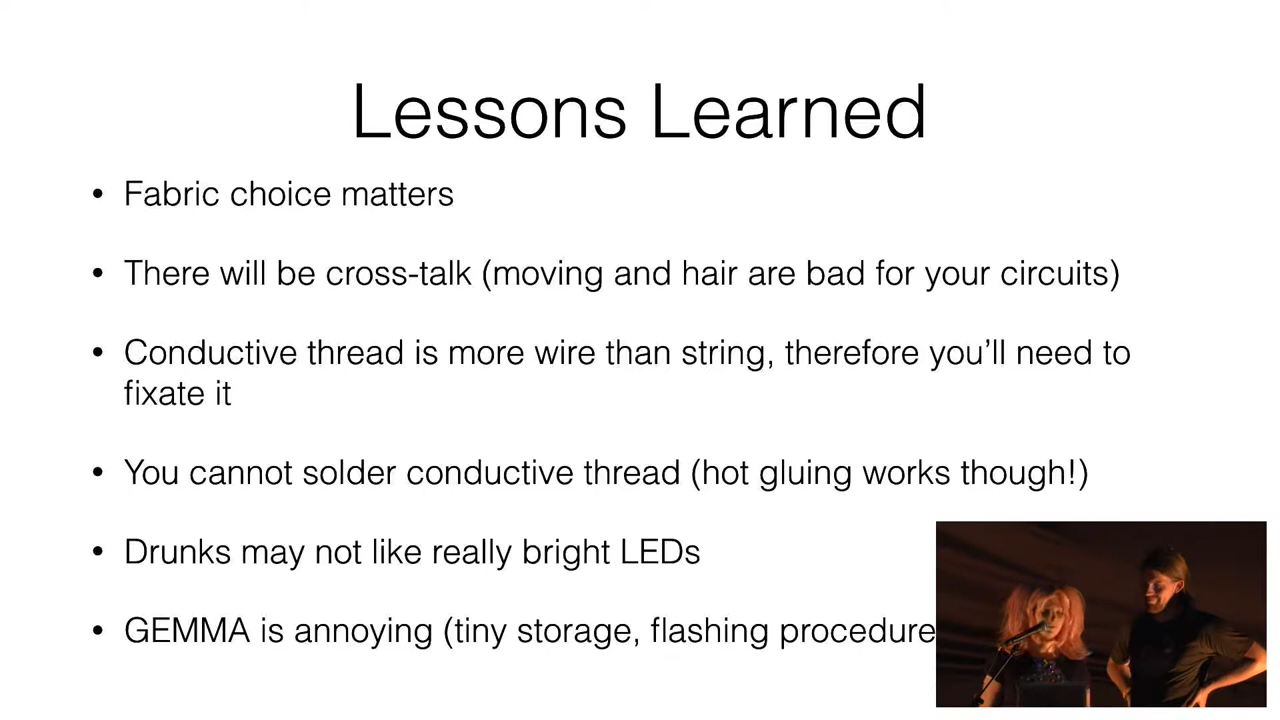 Lessons Learned
• Fabric choice matters
• There will be cross-talk (moving and hair are bad for your circuits)
• Conductive thread is more wire than string, therefore you’ll need to
fixate it
• You cannot solder conductive thread (hot gluing works though!)
• Drunks may not like really bright LEDs
• GEMMA is annoying (tiny storage, flashing procedure